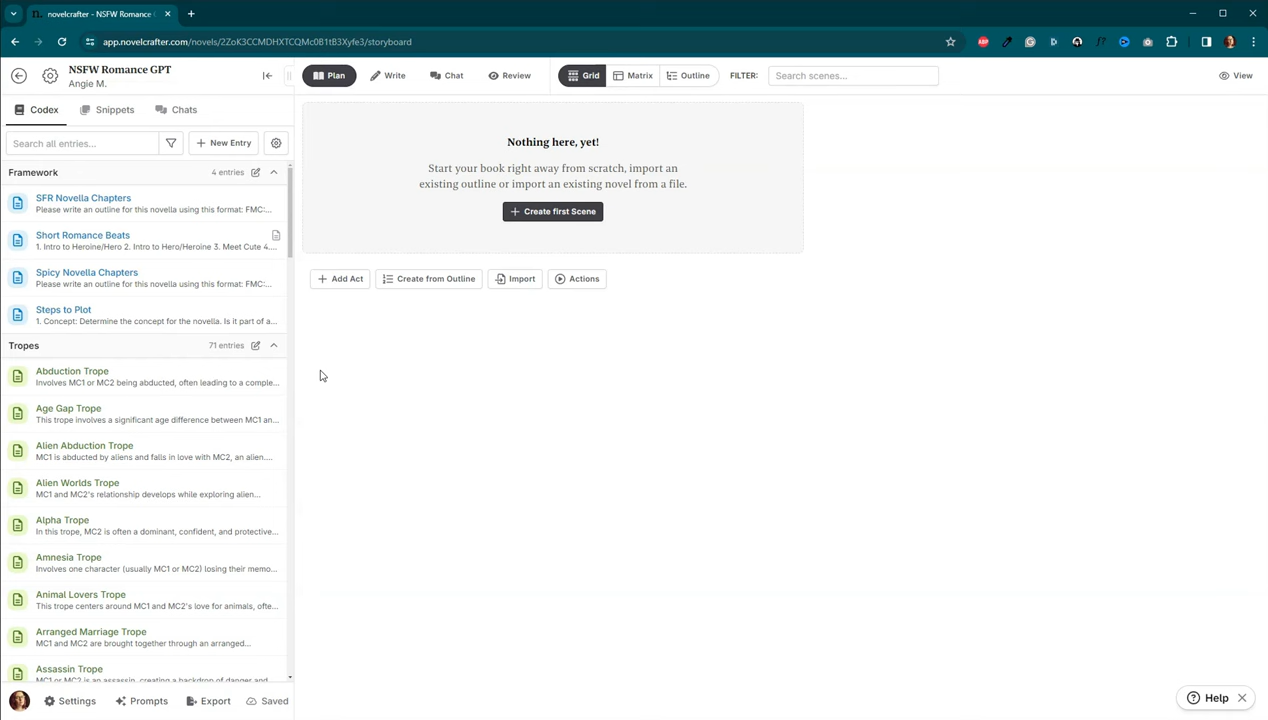 novelcrafter - NSFW Romance G
app.novelcrafter.com/novels/2ZoK3CCMDHXTCQMc0B1tB3Xyfe3/storyboard
NSFW Romance GPT
Angie M.
Plan
Write
Chat
Review
Grid
Matrix
Outline
FILTER:
Search scenes...
View
Codex
Snippets
Chats
Search all entries...
+ New Entry
Framework
4 entries
SFR Novella Chapters
Please write an outline for this novella using this format: FMC:...
Short Romance Beats
1. Intro to Heroine/Hero 2. Intro to Hero/Heroine 3. Meet Cute 4....
Spicy Novella Chapters
Please write an outline for this novella using this format: FMC:...
Steps to Plot
1. Concept: Determine the concept for the novella. Is it part of a...
Tropes
71 entries
Abduction Trope
Involves MC1 or MC2 being abducted, often leading to a comple...
Age Gap Trope
This trope involves a significant age difference between MC1 an...
Alien Abduction Trope
MC1 is abducted by aliens and falls in love with MC2, an alien....
Alien Worlds Trope
MC1 and MC2's relationship develops while exploring alien...
Alpha Trope
In this trope, MC2 is often a dominant, confident, and protective...
Amnesia Trope
Involves one character (usually MC1 or MC2) losing their memo...
Animal Lovers Trope
This trope centers around MC1 and MC2's love for animals, ofte...
Arranged Marriage Trope
MC1 and MC2 are brought together through an arranged...
Assassin Trope
MC1 or MC2 is an assassin, creating a backdrop of danger and
Settings
Prompts
Export
Saved
Nothing here, yet!
Start your book right away from scratch, import an
existing outline or import an existing novel from a file.
+ Create first Scene
+ Add Act
Create from Outline
Import
Actions
Help